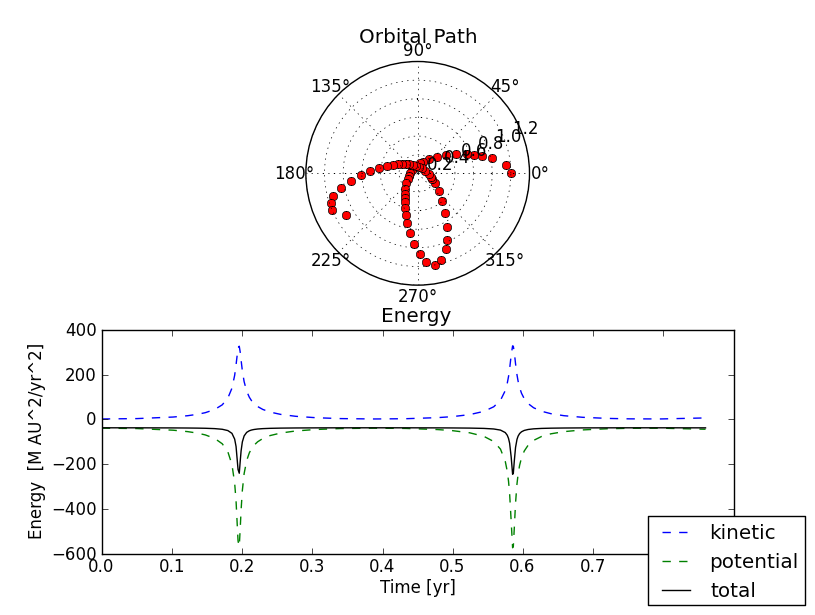 Orbital Path
90°
135° 45°
0.2 0.4 0.6 0.8 1.0 1.2
180° 0°
225° 315°
270°
Energy
400
200
0
−200
−400
−600
Energy [M AU^2/yr^2]
0.0 0.1 0.2 0.3 0.4 0.5 0.6 0.7
Time [yr]
kinetic
potential
total